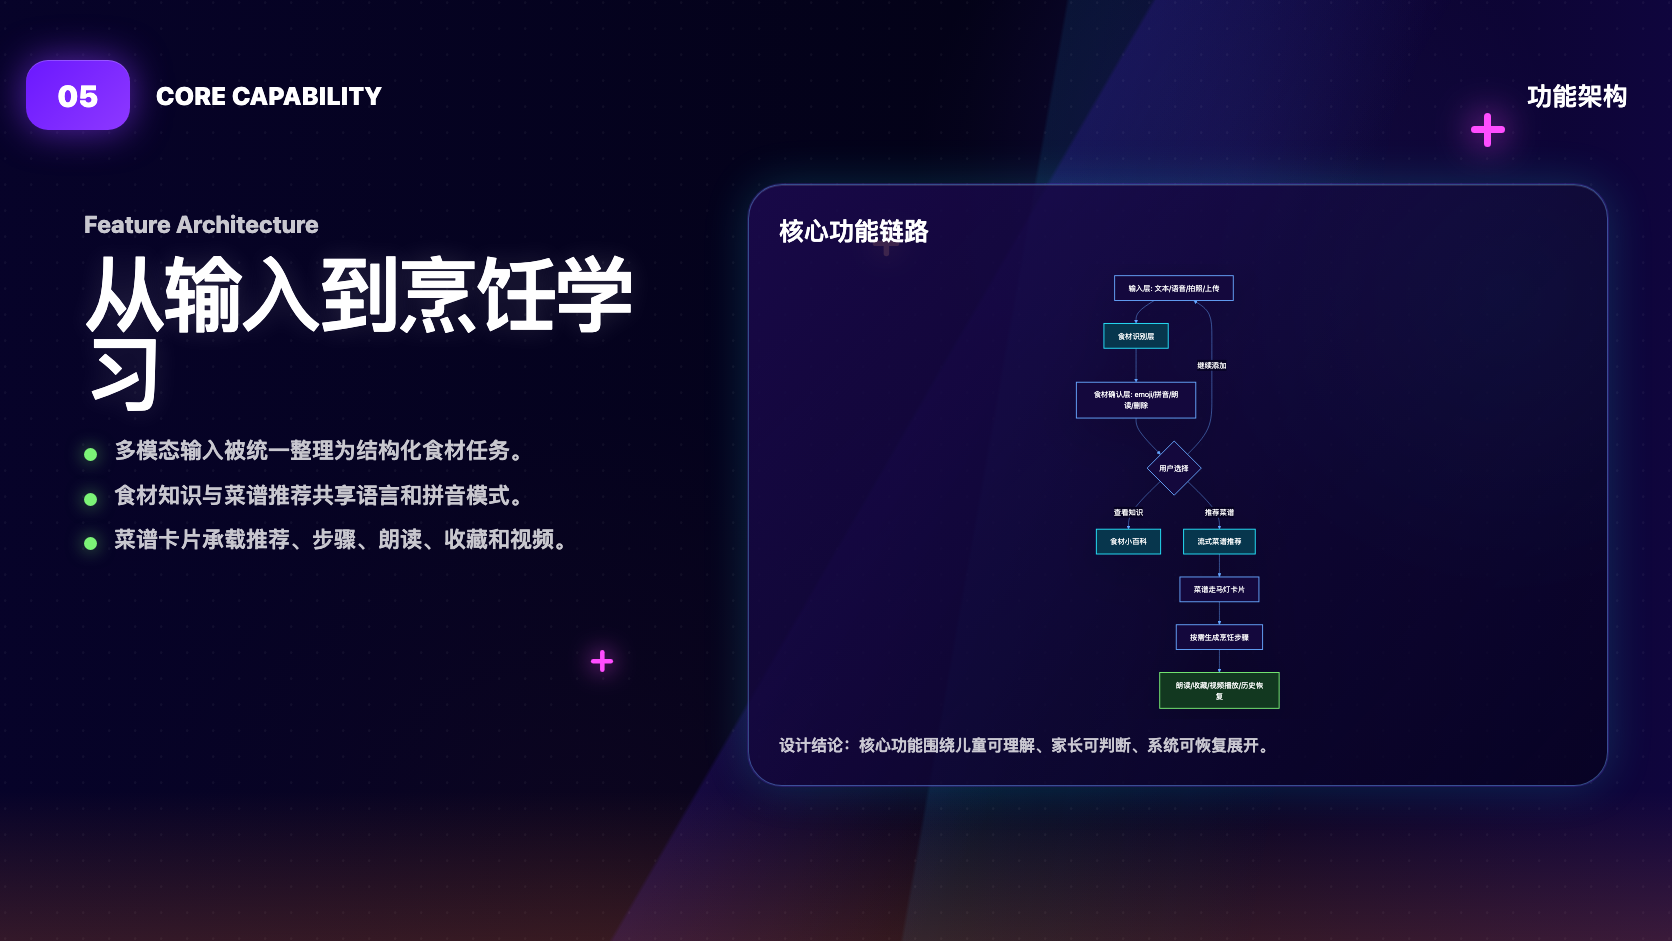 05
CORE CAPABILITY
功能架构
Feature Architecture
从输入到烹饪学
习
多模态输入被统一整理为结构化食材任务。
食材知识与菜谱推荐共享语言和拼音模式。
菜谱卡片承载推荐、步骤、朗读、收藏和视频。
核心功能链路
输入层: 文本/语音/拍照/上传
食材识别层
继续添加
食材确认层: emoji/拼音/朗
读/删除
用户选择
查看知识
推荐菜谱
食材小百科
流式菜谱推荐
菜谱走马灯卡片
按需生成烹饪步骤
朗读/收藏/视频播放/历史恢
复
设计结论：核心功能围绕儿童可理解、家长可判断、系统可恢复展开。